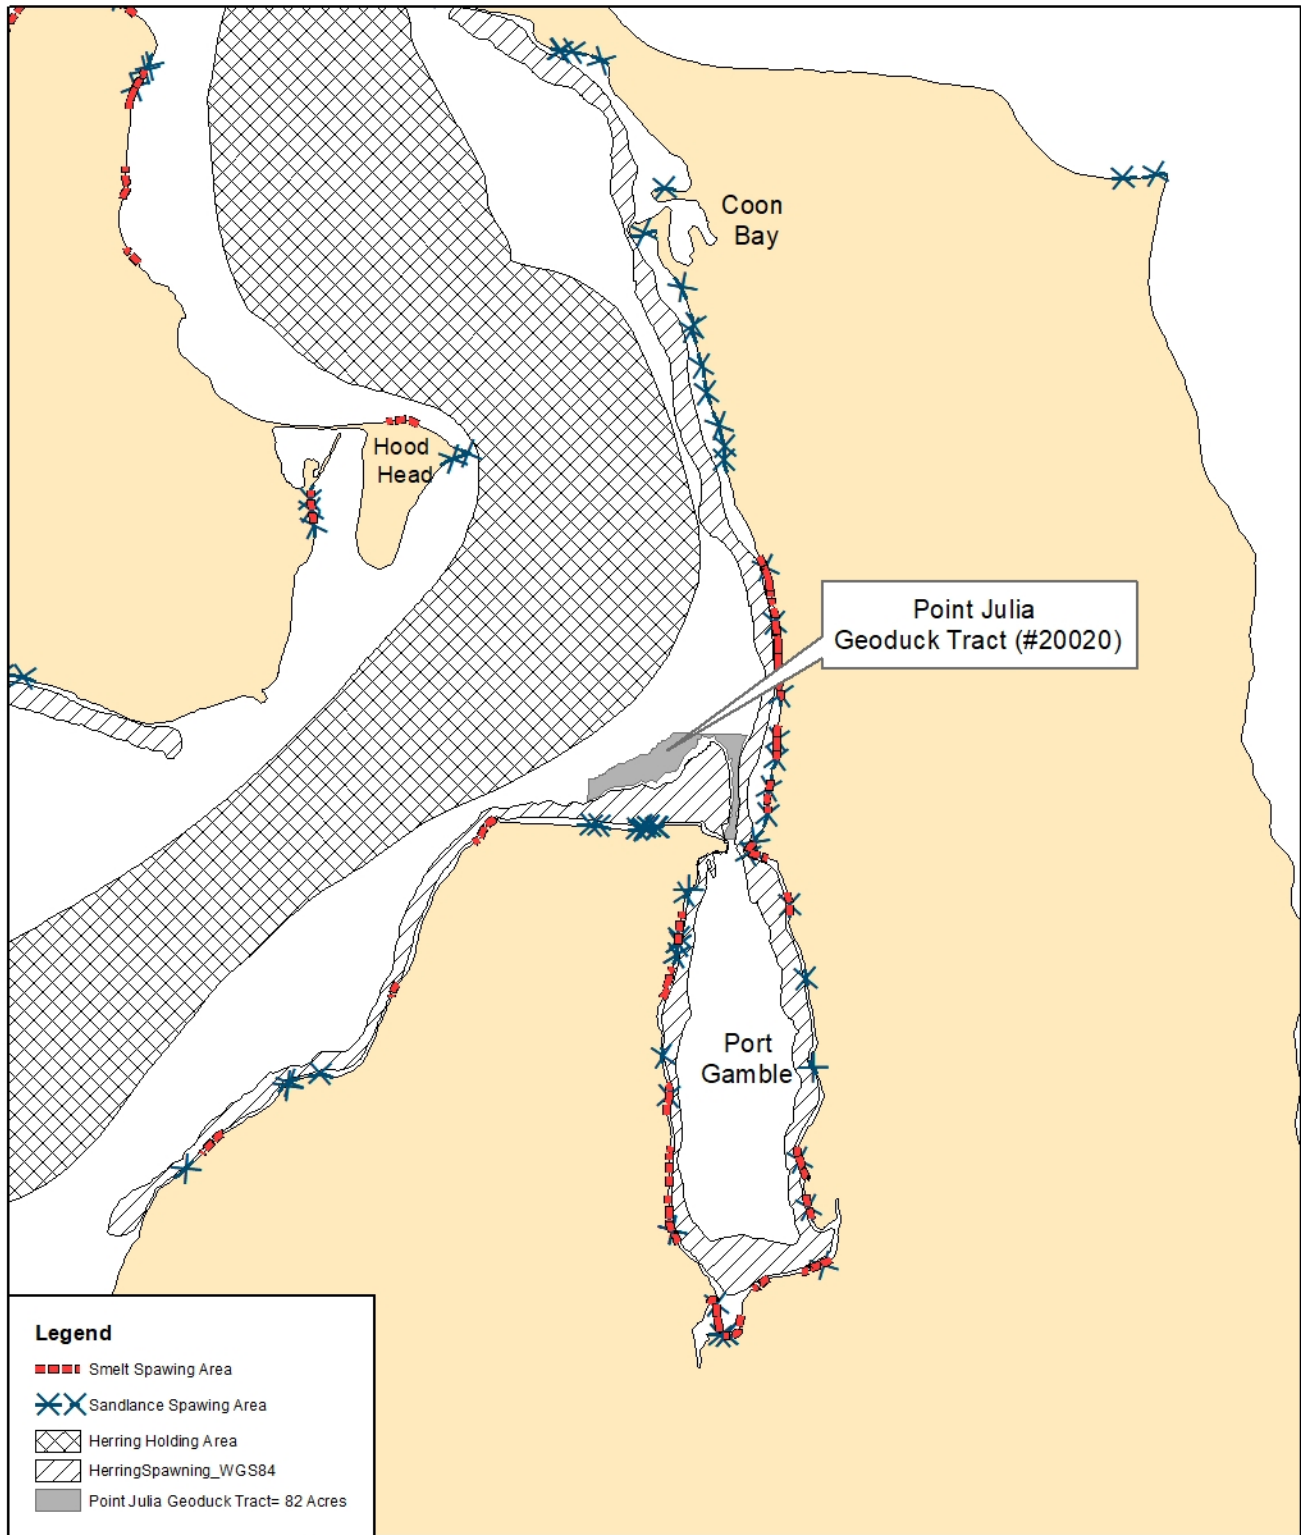 Coon
Bay
Hood
Head
Point Julia
Geoduck Tract (#20020)
Port
Gamble
Legend
Smelt Spawing Area
Sandlance Spawing Area
Herring Holding Area
HerringSpawning_WGS84
Point Julia Geoduck Tract= 82 Acres